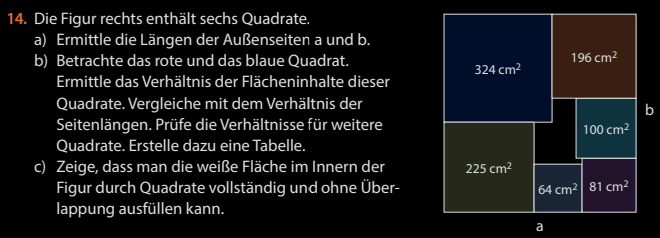 14. Die Figur rechts enthält sechs Quadrate.
a) Ermittle die Längen der Außenseiten a und b.
b) Betrachte das rote und das blaue Quadrat.
Ermittle das Verhältnis der Flächeninhalte dieser
Quadrate. Vergleiche mit dem Verhältnis der
Seitenlängen. Prüfe die Verhältnisse für weitere
Quadrate. Erstelle dazu eine Tabelle.
c) Zeige, dass man die weiße Fläche im Innern der
Figur durch Quadrate vollständig und ohne Über-
lappung ausfüllen kann.
324 cm²
196 cm²
100 cm²
225 cm²
64 cm²
81 cm²
b
a